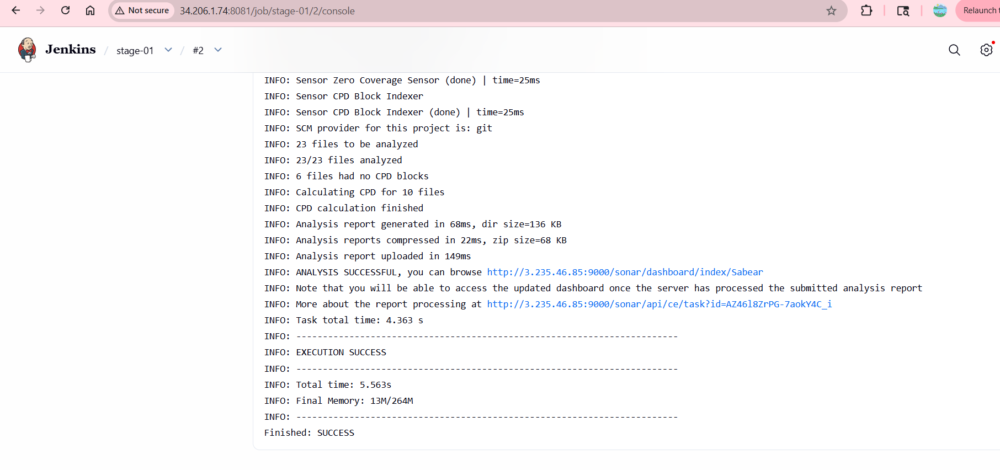 Not secure 34.206.1.74:8081/job/stage-01/2/console Relaunch t
Jenkins / stage-01 / #2
INFO: Sensor Zero Coverage Sensor (done) | time=25ms
INFO: Sensor CPD Block Indexer
INFO: Sensor CPD Block Indexer (done) | time=25ms
INFO: SCM provider for this project is: git
INFO: 23 files to be analyzed
INFO: 23/23 files analyzed
INFO: 6 files had no CPD blocks
INFO: Calculating CPD for 10 files
INFO: CPD calculation finished
INFO: Analysis report generated in 68ms, dir size=136 KB
INFO: Analysis reports compressed in 22ms, zip size=68 KB
INFO: Analysis report uploaded in 149ms
INFO: ANALYSIS SUCCESSFUL, you can browse http://3.235.46.85:9000/sonar/dashboard/index/Sabear
INFO: Note that you will be able to access the updated dashboard once the server has processed the submitted analysis report
INFO: More about the report processing at http://3.235.46.85:9000/sonar/api/ce/task?id=AZ46l8ZrPG-7aokY4C_i
INFO: Task total time: 4.363 s
INFO: ------------------------------------------------------------------------
INFO: EXECUTION SUCCESS
INFO: ------------------------------------------------------------------------
INFO: Total time: 5.563s
INFO: Final Memory: 13M/264M
INFO: ------------------------------------------------------------------------
Finished: SUCCESS